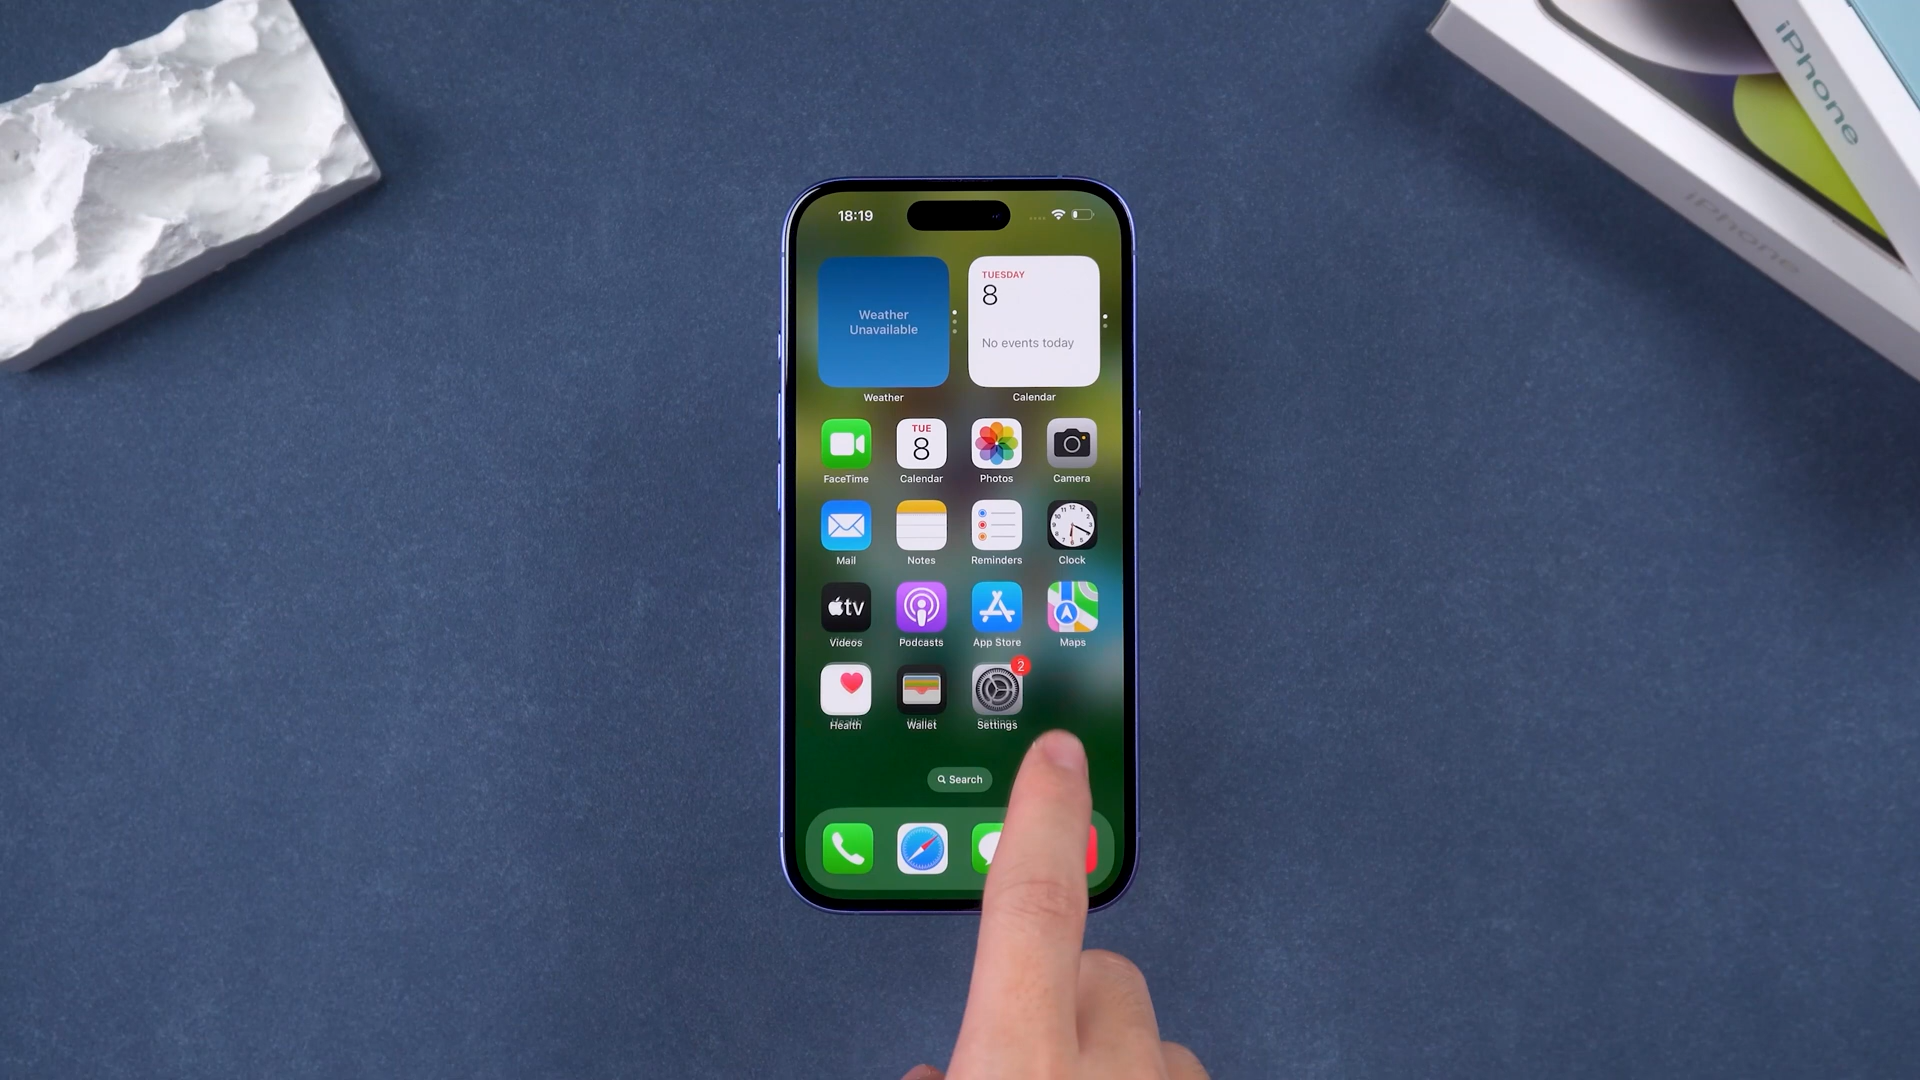 iPhone
iPhone
18:19
Weather
Unavailable
TUESDAY
8
No events today
Weather
Calendar
TUE
8
FaceTime
Calendar
Photos
Camera
Mail
Notes
Reminders
Clock
tv
Videos
Podcasts
App Store
Maps
2
Health
Wallet
Settings
Search